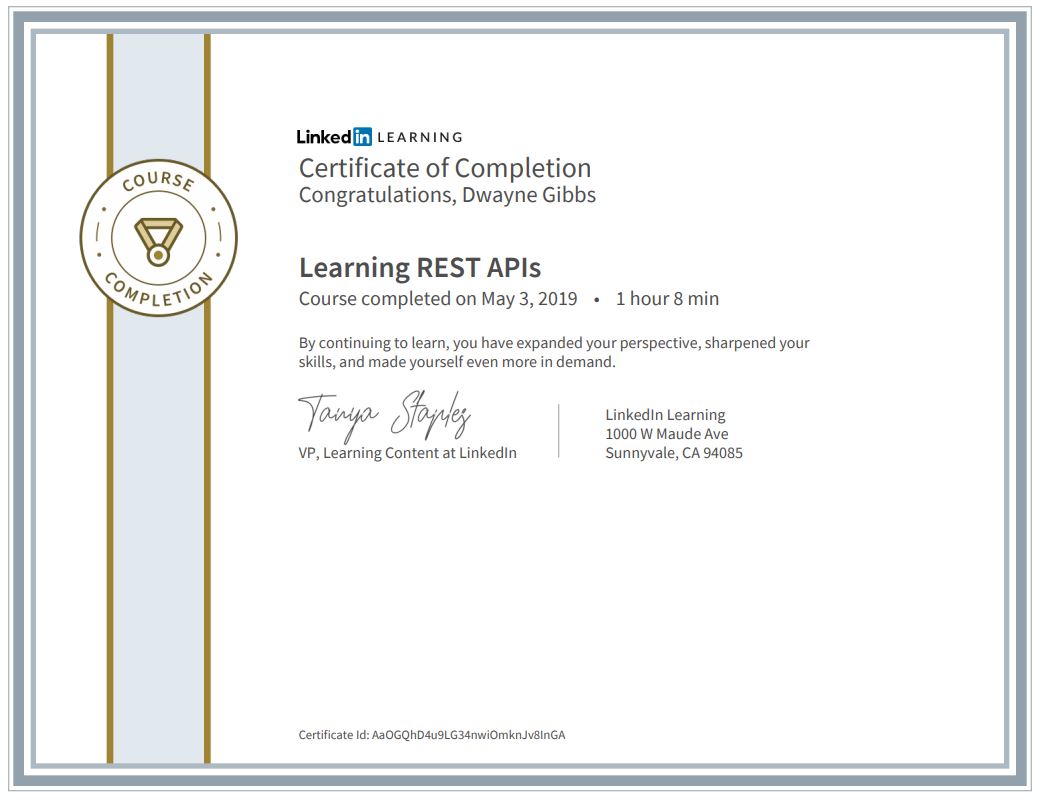 COURSE
COMPLETION
LinkedIn LEARNING
Certificate of Completion
Congratulations, Dwayne Gibbs
Learning REST APIs
Course completed on May 3, 2019 • 1 hour 8 min
By continuing to learn, you have expanded your perspective, sharpened your
skills, and made yourself even more in demand.
Tanya Staples
VP, Learning Content at LinkedIn
LinkedIn Learning
1000 W Maude Ave
Sunnyvale, CA 94085
Certificate Id: AaOGQhD4u9LG34nwiOmknJv8InGA